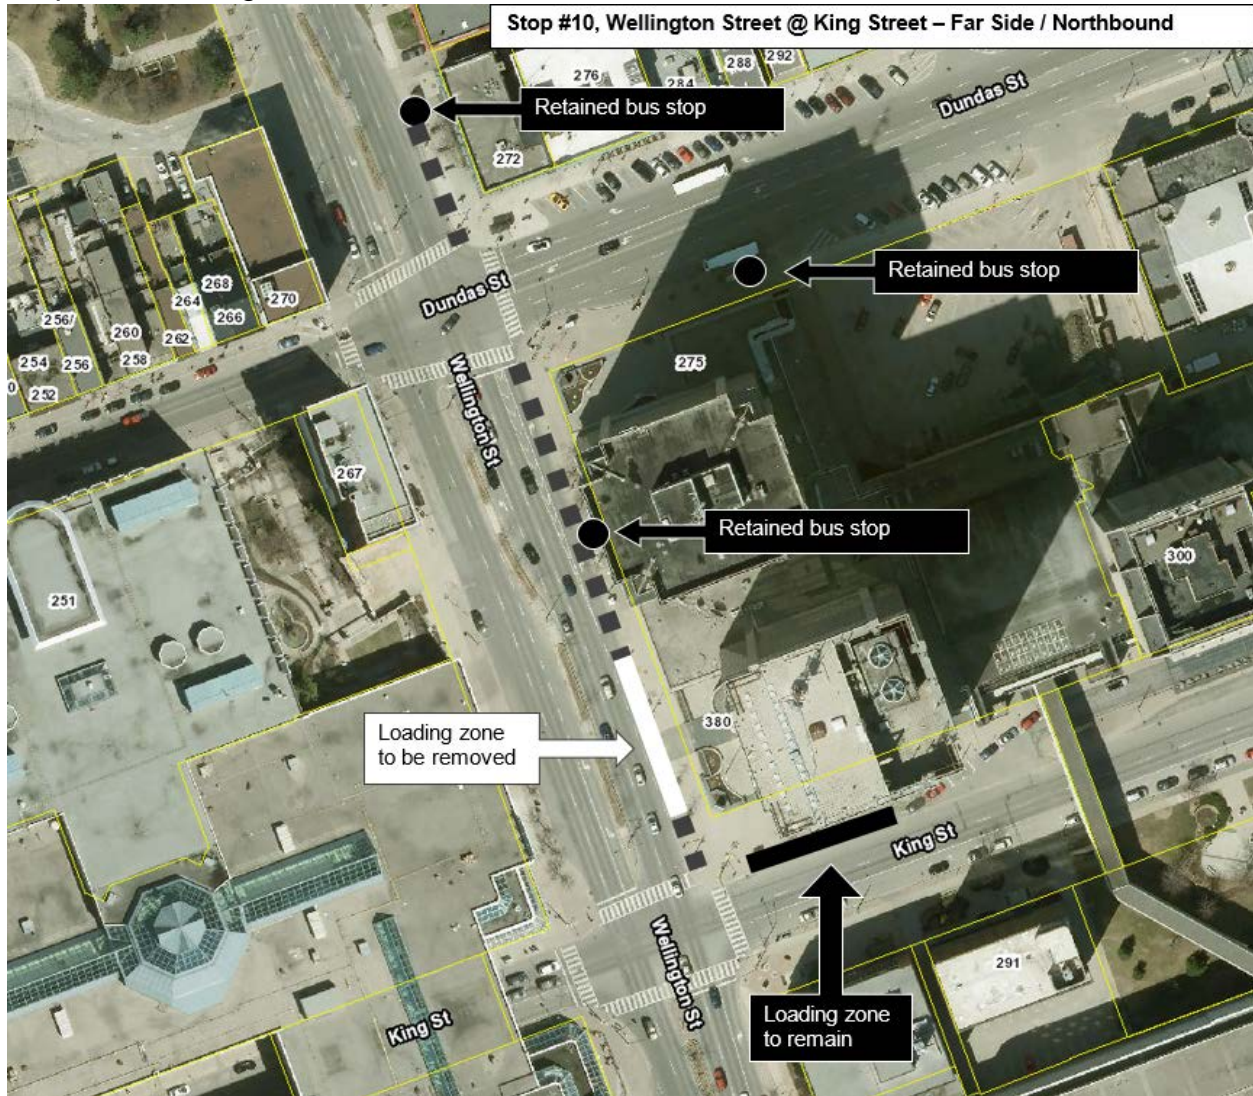 Stop #10, Wellington Street @ King Street – Far Side / Northbound
292
288
276
284
Dundas St
Retained bus stop
272
Retained bus stop
268
Dundas St
264
270
256/
266
260
262
254
258
275
256
0
252
Wellington St
267
Retained bus stop
300
251
380
Loading zone
to be removed
King St
Wellington St
291
King St
Loading zone
to remain